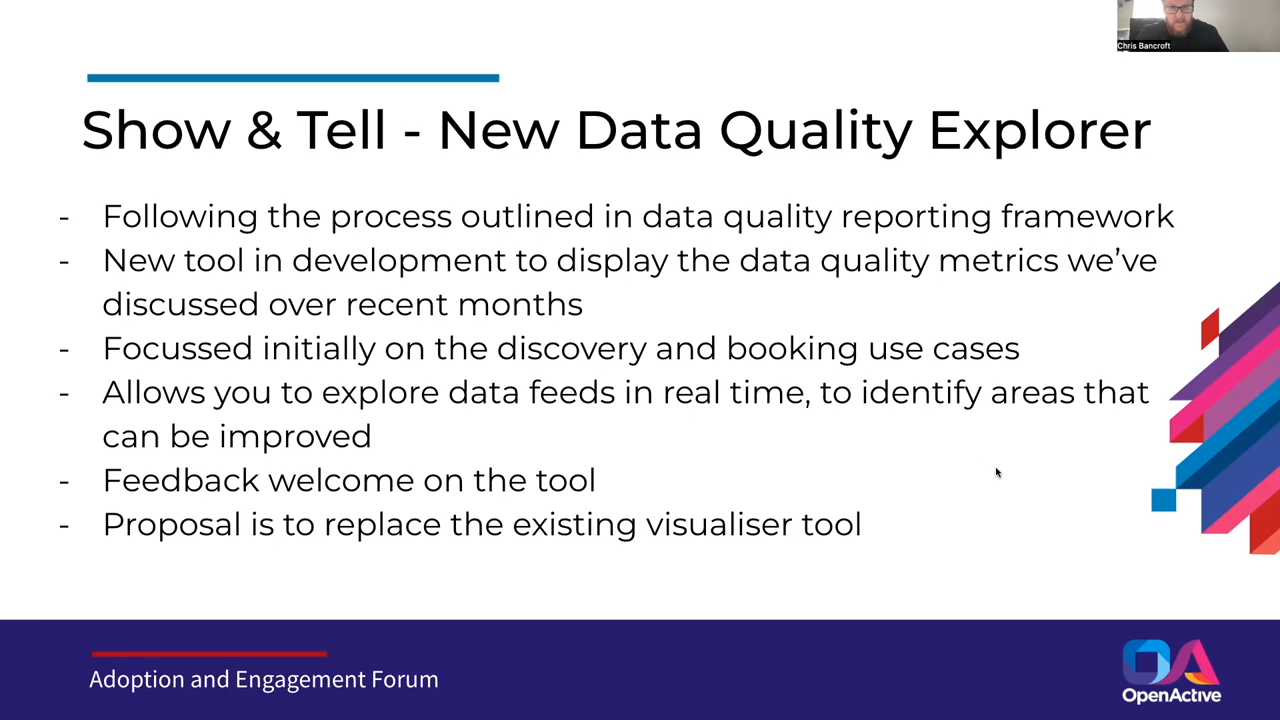 Chris Bancroft
Show & Tell - New Data Quality Explorer
- Following the process outlined in data quality reporting framework
- New tool in development to display the data quality metrics we’ve
discussed over recent months
- Focussed initially on the discovery and booking use cases
- Allows you to explore data feeds in real time, to identify areas that
can be improved
- Feedback welcome on the tool
- Proposal is to replace the existing visualiser tool
Adoption and Engagement Forum
OA
OpenActive